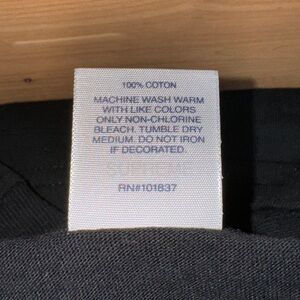 100% COTTON
MACHINE WASH WARM
WITH LIKE COLORS
ONLY NON-CHLORINE
BLEACH. TUMBLE DRY
MEDIUM. DO NOT IRON
IF DECORATED.
RN#101837